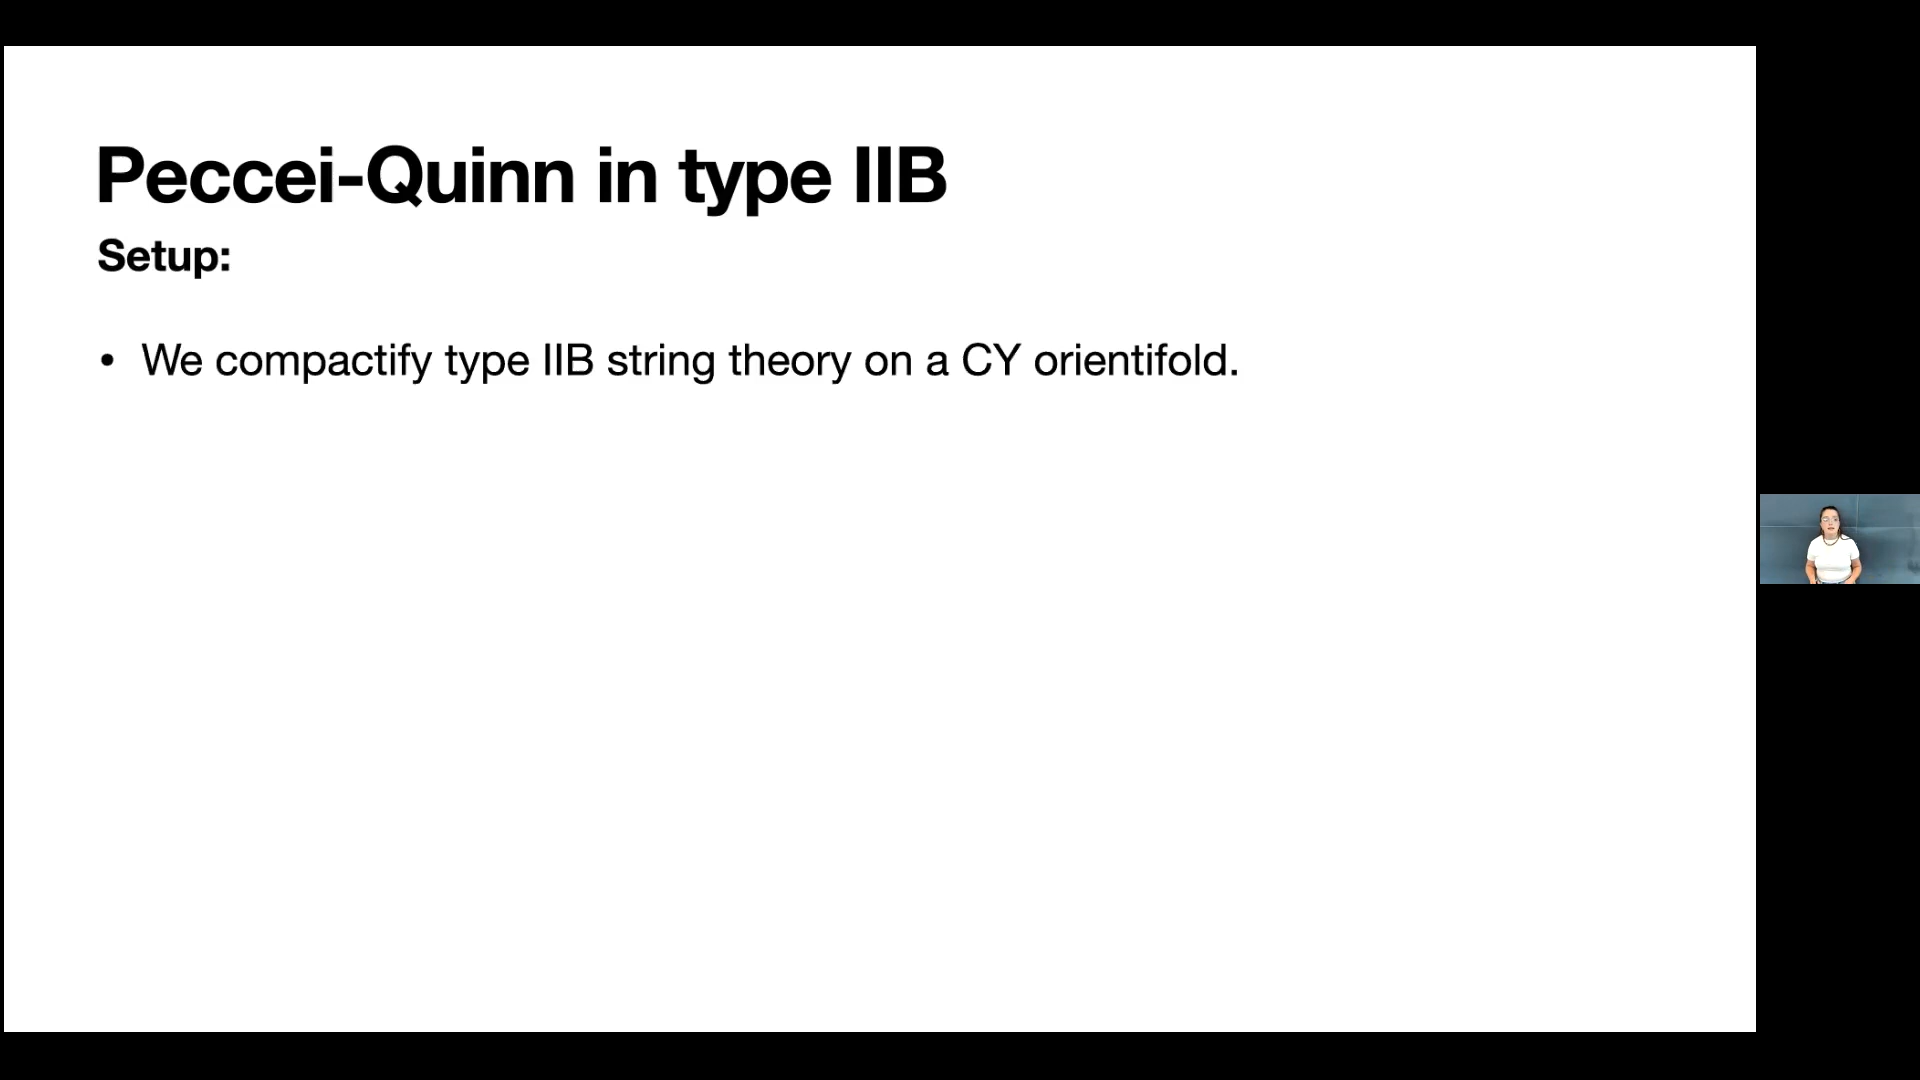 Peccei-Quinn in type IIB
Setup:
• We compactify type IIB string theory on a CY orientifold.